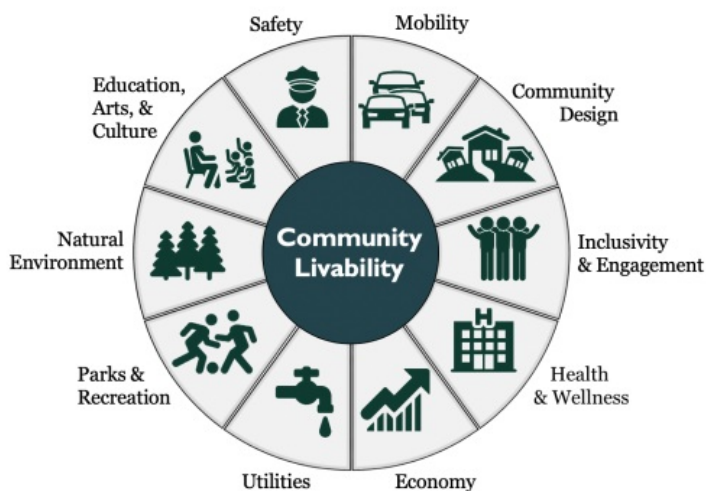 Safety
Mobility
Education,
Arts, &
Culture
Community
Design
Natural
Environment
Community
Livability
Inclusivity
& Engagement
H
Parks &
Recreation
Health
& Wellness
Utilities
Economy